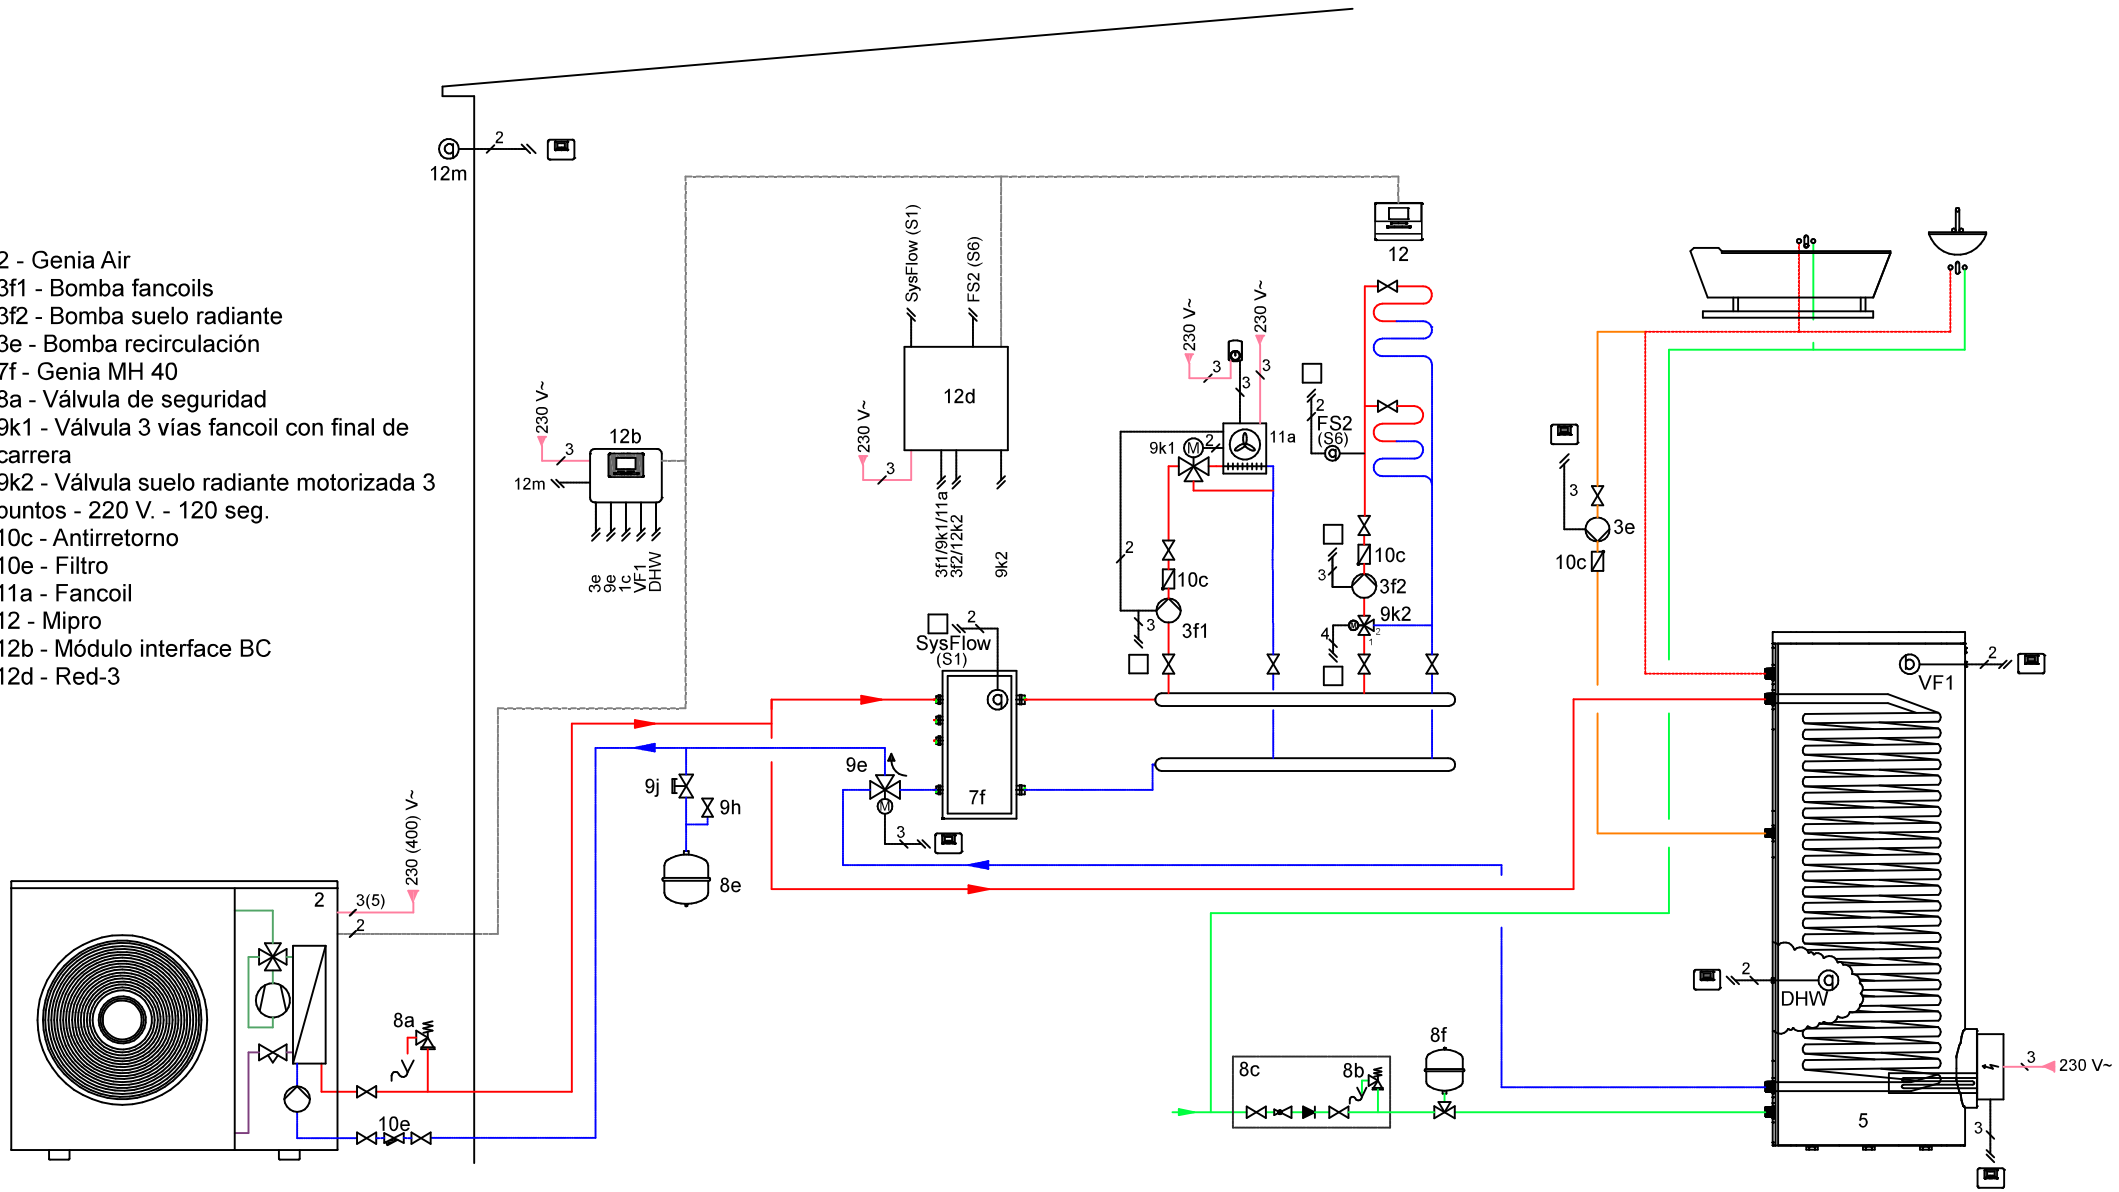 2
12m
SysFlow (S1)
FS2 (S6)
12
2 - Genia Air
3f1 - Bomba fancoils
3f2 - Bomba suelo radiante
3e - Bomba recirculación
7f - Genia MH 40
8a - Válvula de seguridad
9k1 - Válvula 3 vías fancoil con final de
carrera
9k2 - Válvula suelo radiante motorizada 3
puntos - 220 V. - 120 seg.
10c - Antirretorno
10e - Filtro
11a - Fancoil
12 - Mipro
12b - Módulo interface BC
12d - Red-3
230 V~
3
12b
12m
3e
9e
1c
VF1
DHW
12d
230 V~
3
3f1/9k1/11a
3f2/12k2
9k2
230 V~
3
3
230 V~
3
9k1
M
2
11a
2
10c
3f1
3
2
FS2
(S6)
10c
3
3f2
9k2
M
4
1
2
3
3e
10c
2
SysFlow
(S1)
7f
9e
M
3
9j
9h
8e
230 (400) V~
3(5)
2
2
8a
10e
2
VF1
2
DHW
8c
8b
8f
5
3
230 V~
3